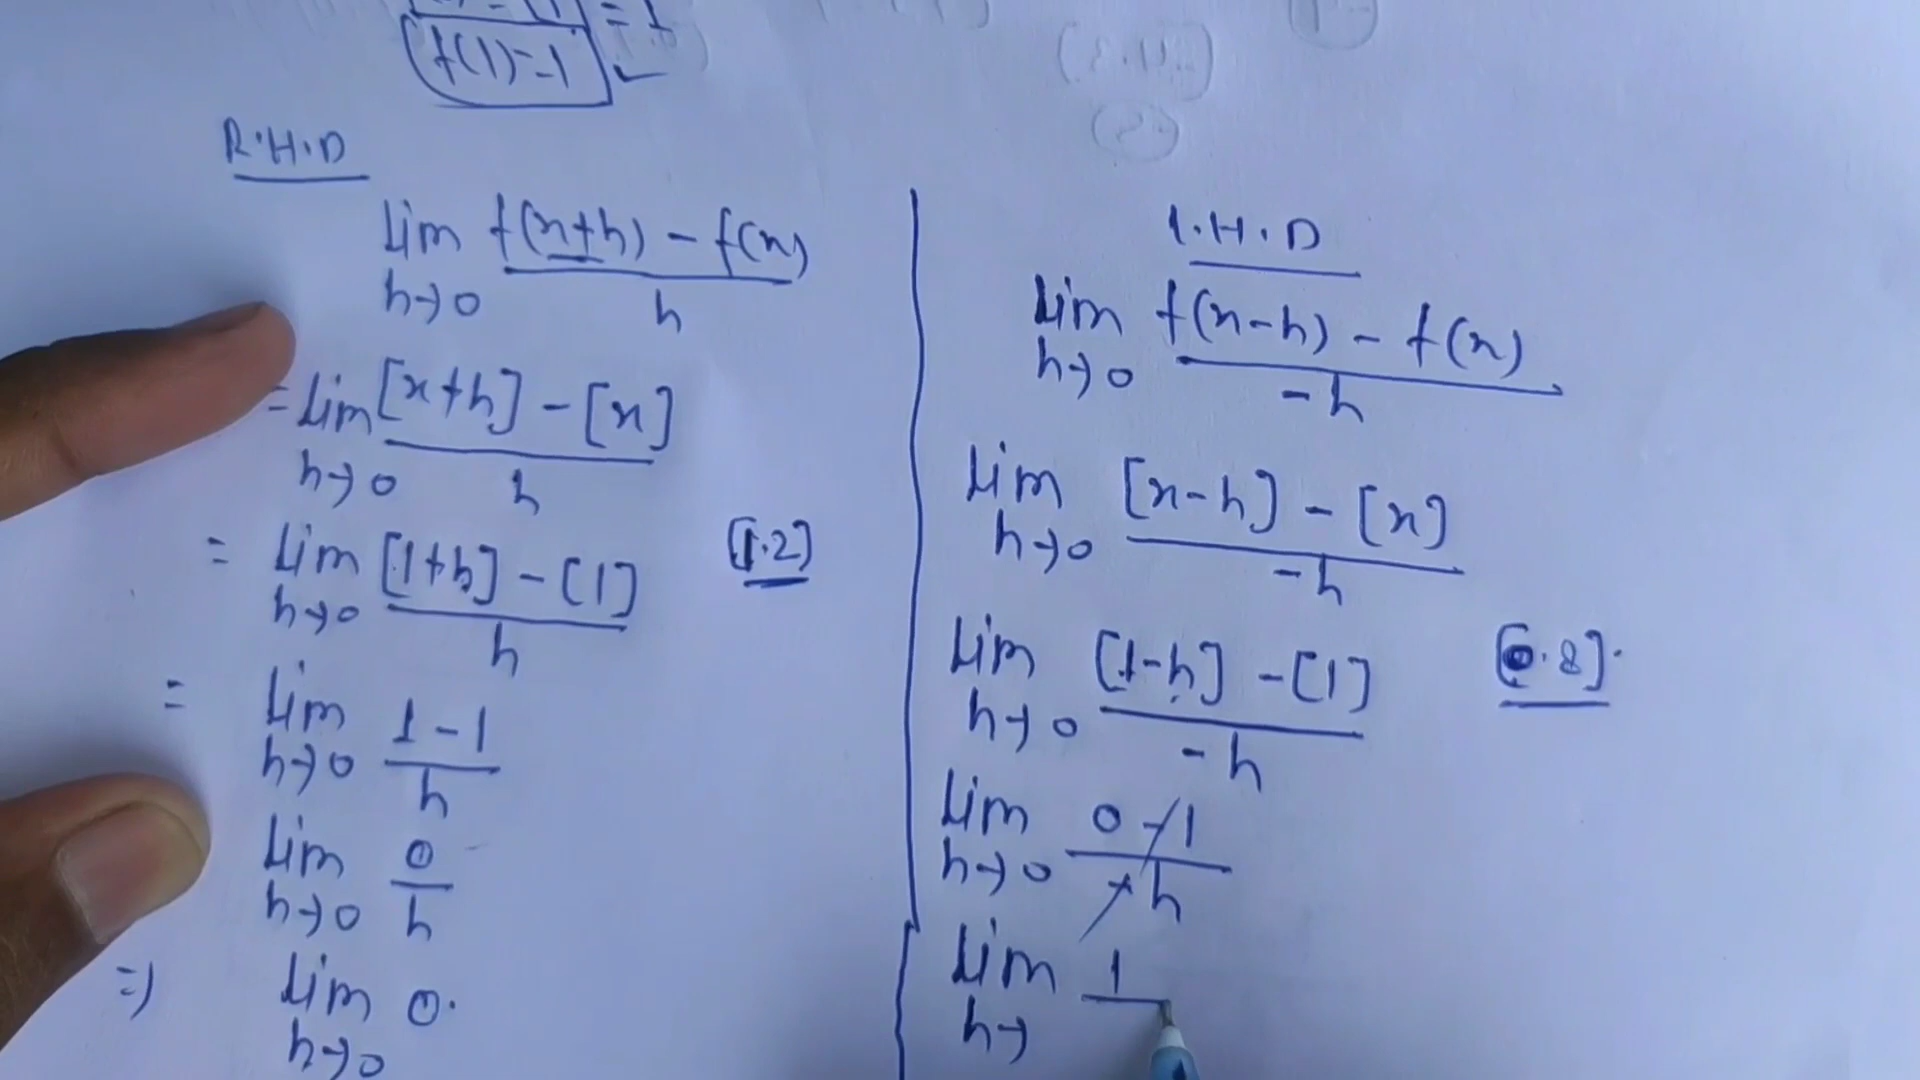 f(1)=1 ✓
R.H.D
lim f(x+h) - f(x)
h→0 h
= lim [x+h] - [x]
h→0 h
= lim [1+h] - [1] [1.2]
h→0 h
= lim 1-1
h→0 h
lim 0
h→0 h
=) lim 0.
h→0
L.H.D
lim f(x-h) - f(x)
h→0 -h
lim [x-h] - [x]
h→0 -h
lim [1-h] - [1] [0.8].
h→0 -h
lim 0-1
h→0 -h
lim 1
h→